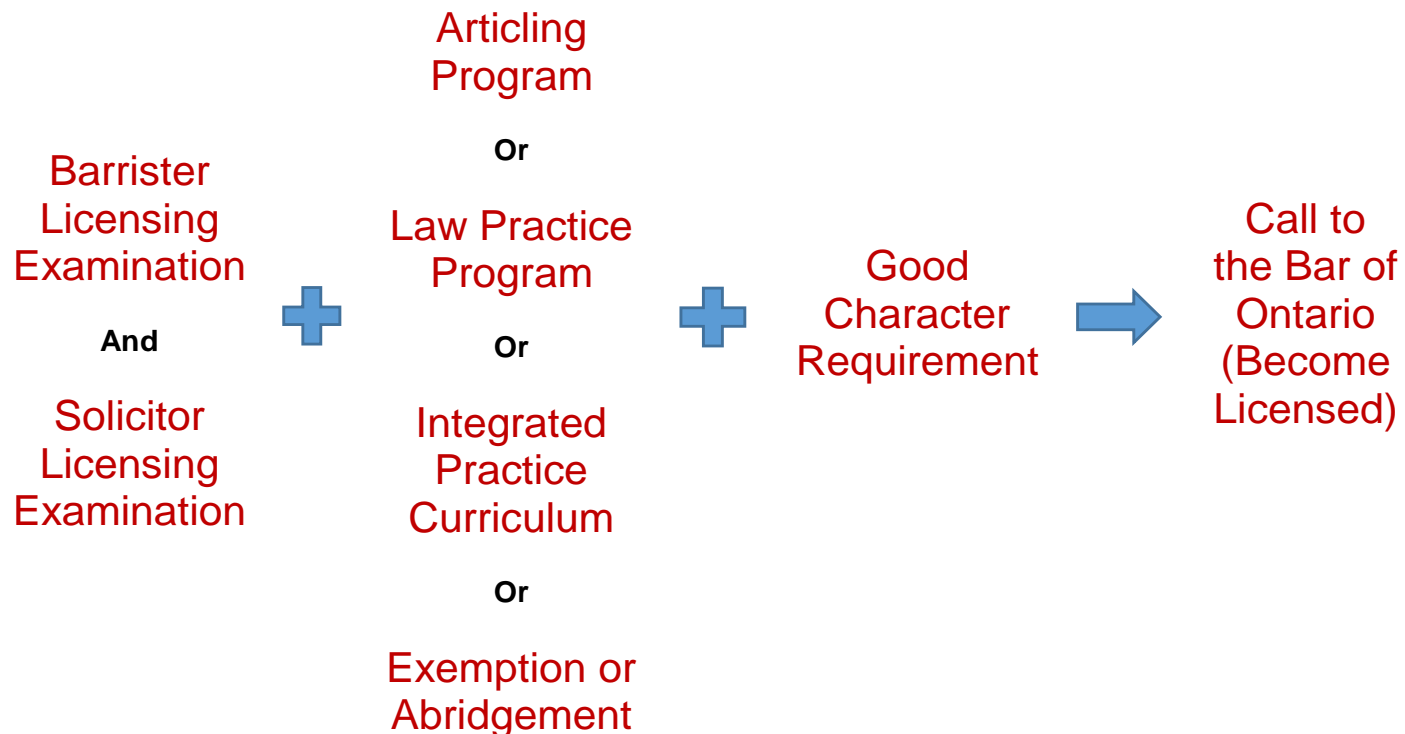 Barrister
Licensing
Examination
And
Solicitor
Licensing
Examination
Articling
Program
Or
Law Practice
Program
Or
Integrated
Practice
Curriculum
Or
Exemption or
Abridgement
Good
Character
Requirement
Call to
the Bar of
Ontario
(Become
Licensed)